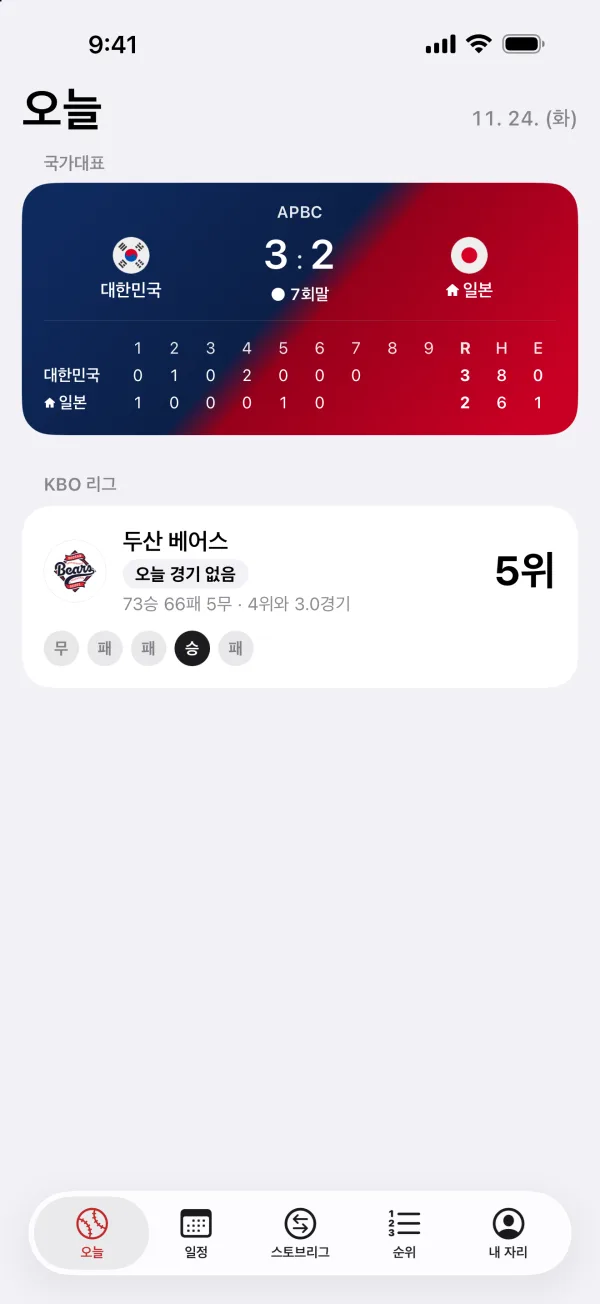 9:41
오늘
11. 24. (화)
국가대표
APBC
3 : 2
대한민국
7회말
일본
1 2 3 4 5 6 7 8 9 R H E
대한민국 0 1 0 2 0 0 0 3 8 0
일본 1 0 0 0 1 0 2 6 1
KBO 리그
Bears
두산 베어스
오늘 경기 없음
73승 66패 5무 · 4위와 3.0경기
5위
무 패 패 승 패
오늘 일정 스토브리그 순위 내 자리